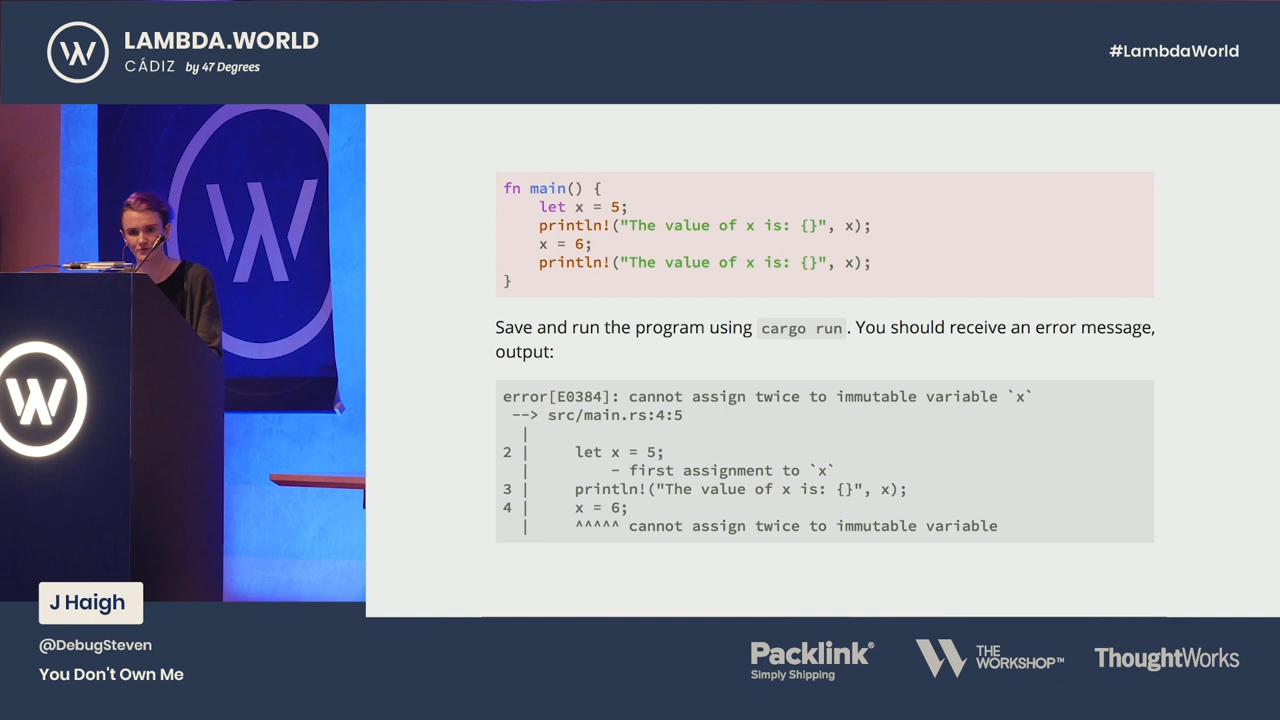 LAMBDA.WORLD
CÁDIZ by 47 Degrees
#LambdaWorld
fn main() {
    let x = 5;
    println!("The value of x is: {}", x);
    x = 6;
    println!("The value of x is: {}", x);
}
Save and run the program using cargo run. You should receive an error message,
output:
error[E0384]: cannot assign twice to immutable variable `x`
 --> src/main.rs:4:5
  |
2 |     let x = 5;
  |         - first assignment to `x`
3 |     println!("The value of x is: {}", x);
4 |     x = 6;
  |     ^^^^^ cannot assign twice to immutable variable
J Haigh
@DebugSteven
You Don't Own Me
Packlink®
Simply Shipping
THE
WORKSHOP™
ThoughtWorks